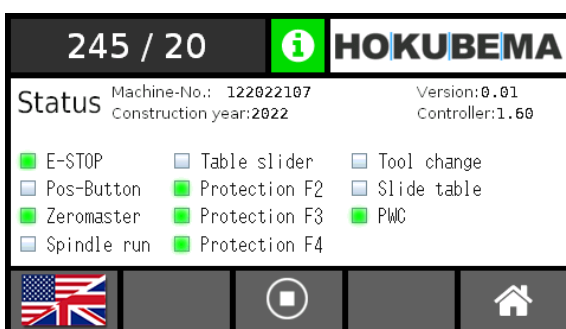 245 / 20
i HOKUBEMA
Status
Machine-No.: 122022107 Version:0.01
Construction year:2022 Controller:1.60
E-STOP Table slider Tool change
Pos-Button Protection F2 Slide table
Zeromaster Protection F3 PWC
Spindle run Protection F4